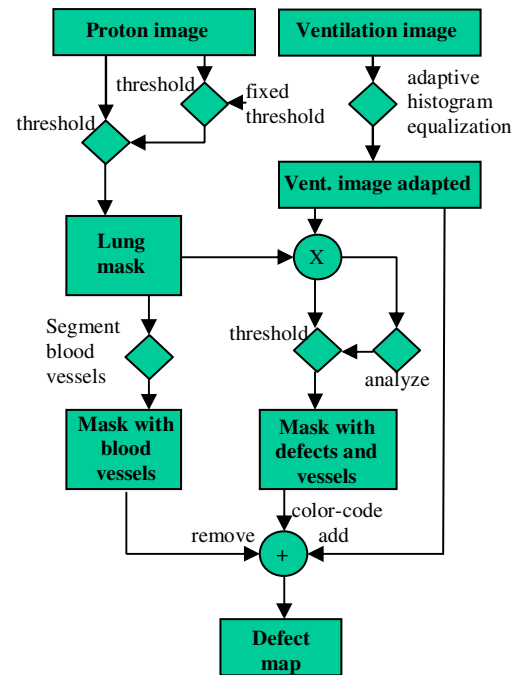 Proton image
Ventilation image
threshold
fixed
threshold
adaptive
histogram
equalization
threshold
Vent. image adapted
Lung
mask
X
Segment
blood
vessels
threshold
analyze
Mask with
blood
vessels
Mask with
defects and
vessels
color-code
remove
add
+
Defect
map